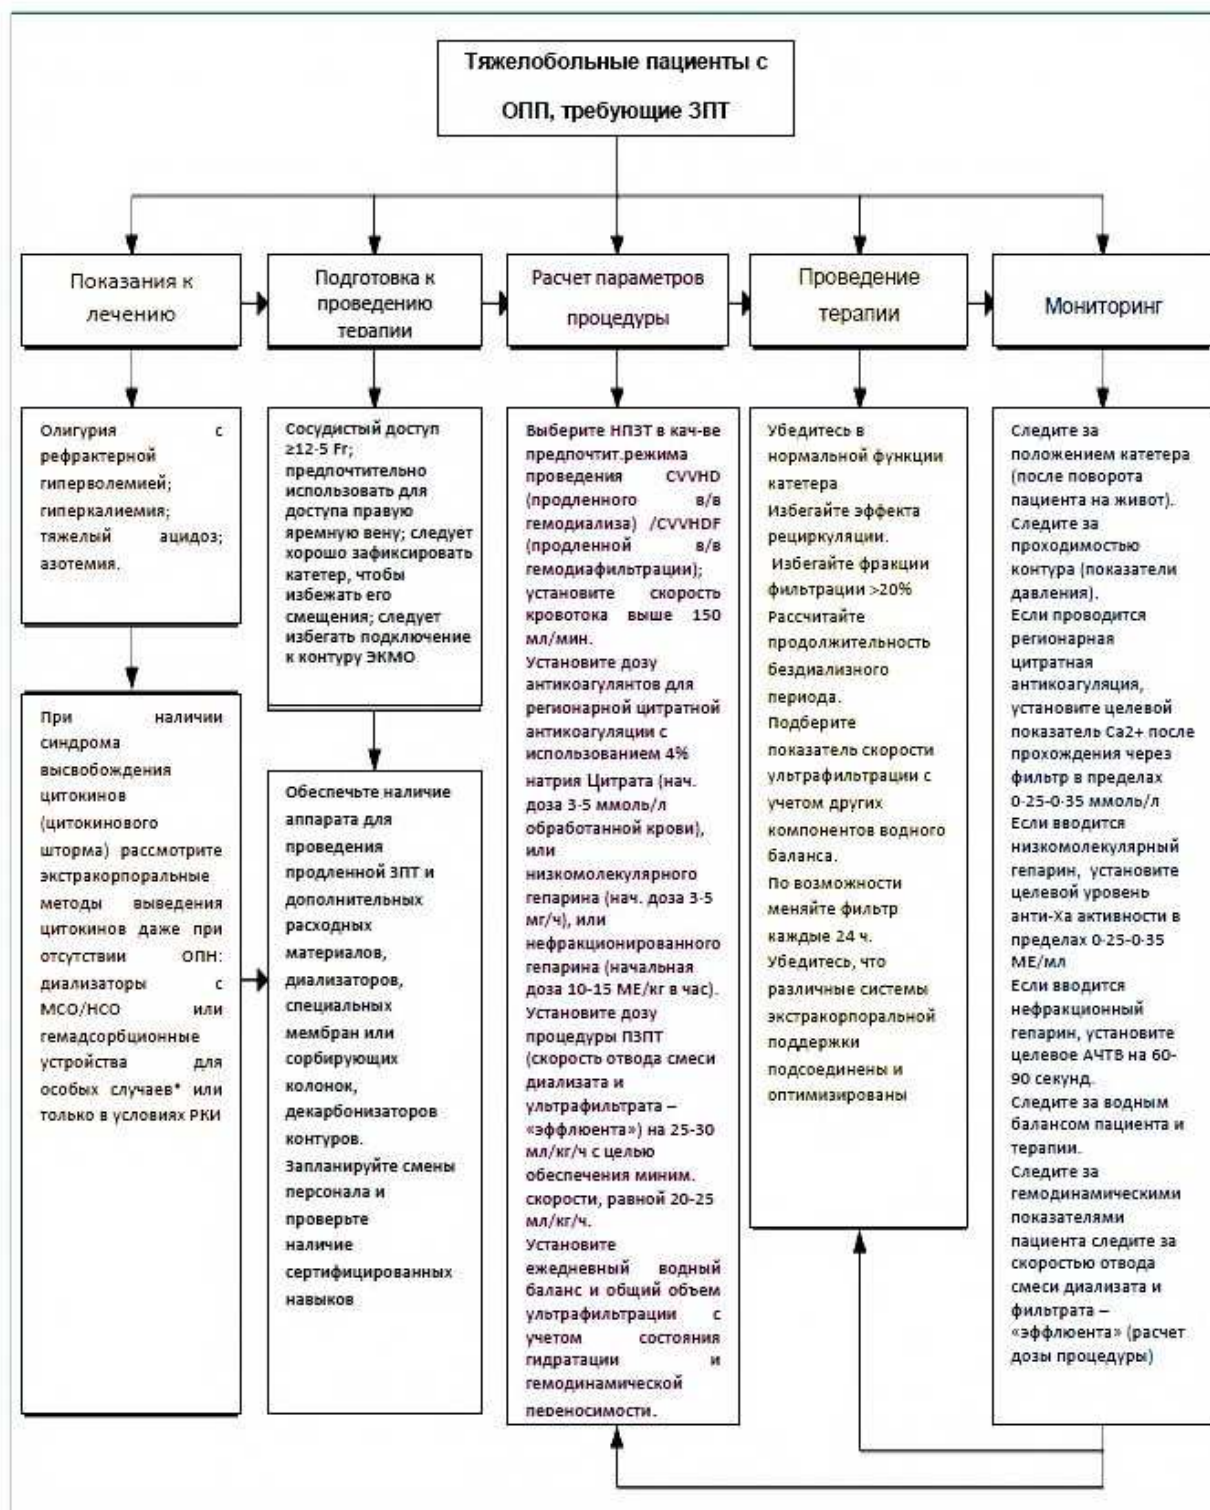 Тяжелобольные пациенты с
ОПП, требующие ЗПТ
Показания к
лечению
Подготовка к
проведению
терапии
Расчет параметров
процедуры
Проведение
терапии
Мониторинг
Олигурия с
рефрактерной
гиперволемией;
гиперкалиемия;
тяжелый ацидоз;
азотемия.
При наличии
синдрома
высвобождения
цитокинов
(цитокинового
шторма) рассмотрите
экстракорпоральные
методы выведения
цитокинов даже при
отсутствии ОПН:
диализаторы с
МСО/НСО или
гемадсорбционные
устройства для
особых случаев* или
только в условиях РКИ
Сосудистый доступ
≥12-5 Fr;
предпочтительно
использовать для
доступа правую
яремную вену; следует
хорошо зафиксировать
катетер, чтобы
избежать его
смещения; следует
избегать подключение
к контуру ЭКМО
Обеспечьте наличие
аппарата для
проведения
продленной ЗПТ и
дополнительных
расходных
материалов,
диализаторов,
специальных
мембран или
сорбирующих
колонок,
декарбонизаторов
контуров.
Запланируйте смены
персонала и
проверьте
наличие
сертифицированных
навыков
Выберите НПЗТ в кач-ве
предпочтит.режима
проведения CVVHD
(продленного в/в
гемодиализа) /CVVHDF
(продленной в/в
гемодиафильтрации);
установите скорость
кровотока выше 150
мл/мин.
Установите дозу
антикоагулянтов для
регионарной цитратной
антикоагуляции с
использованием 4%
натрия Цитрата (нач.
доза 3-5 ммоль/л
обработанной крови),
или
низкомолекулярного
гепарина (нач. доза 3-5
мг/ч), или
нефракционированного
гепарина (начальная
доза 10-15 МЕ/кг в час).
Установите дозу
процедуры ПЗПТ
(скорость отвода смеси
диализата и
ультрафильтрата –
«эффлюента») на 25-30
мл/кг/ч с целью
обеспечения миним.
скорости, равной 20-25
мл/кг/ч.
Установите
ежедневный водный
баланс и общий объем
ультрафильтрации с
учетом состояния
гидратации и
гемодинамической
переносимости.
Убедитесь в
нормальной функции
катетера
Избегайте эффекта
рециркуляции.
Избегайте фракции
фильтрации >20%
Рассчитайте
продолжительность
бездиализного
периода.
Подберите
показатель скорости
ультрафильтрации с
учетом других
компонентов водного
баланса.
По возможности
меняйте фильтр
каждые 24 ч.
Убедитесь, что
различные системы
экстракорпоральной
поддержки
подсоединены и
оптимизированы
Следите за
положением катетера
(после поворота
пациента на живот).
Следите за
проходимостью
контура (показатели
давления).
Если проводится
регионарная
цитратная
антикоагуляция,
установите целевой
показатель Ca2+ после
прохождения через
фильтр в пределах
0·25-0·35 ммоль/л
Если вводится
низкомолекулярный
гепарин, установите
целевой уровень
анти-Ха активности в
пределах 0·25-0·35
МЕ/мл
Если вводится
нефракционный
гепарин, установите
целевое АЧТВ на 60-
90 секунд.
Следите за водным
балансом пациента и
терапии.
Следите за
гемодинамическими
показателями
пациента следите за
скоростью отвода
смеси диализата и
фильтрата –
«эффлюента» (расчет
дозы процедуры)